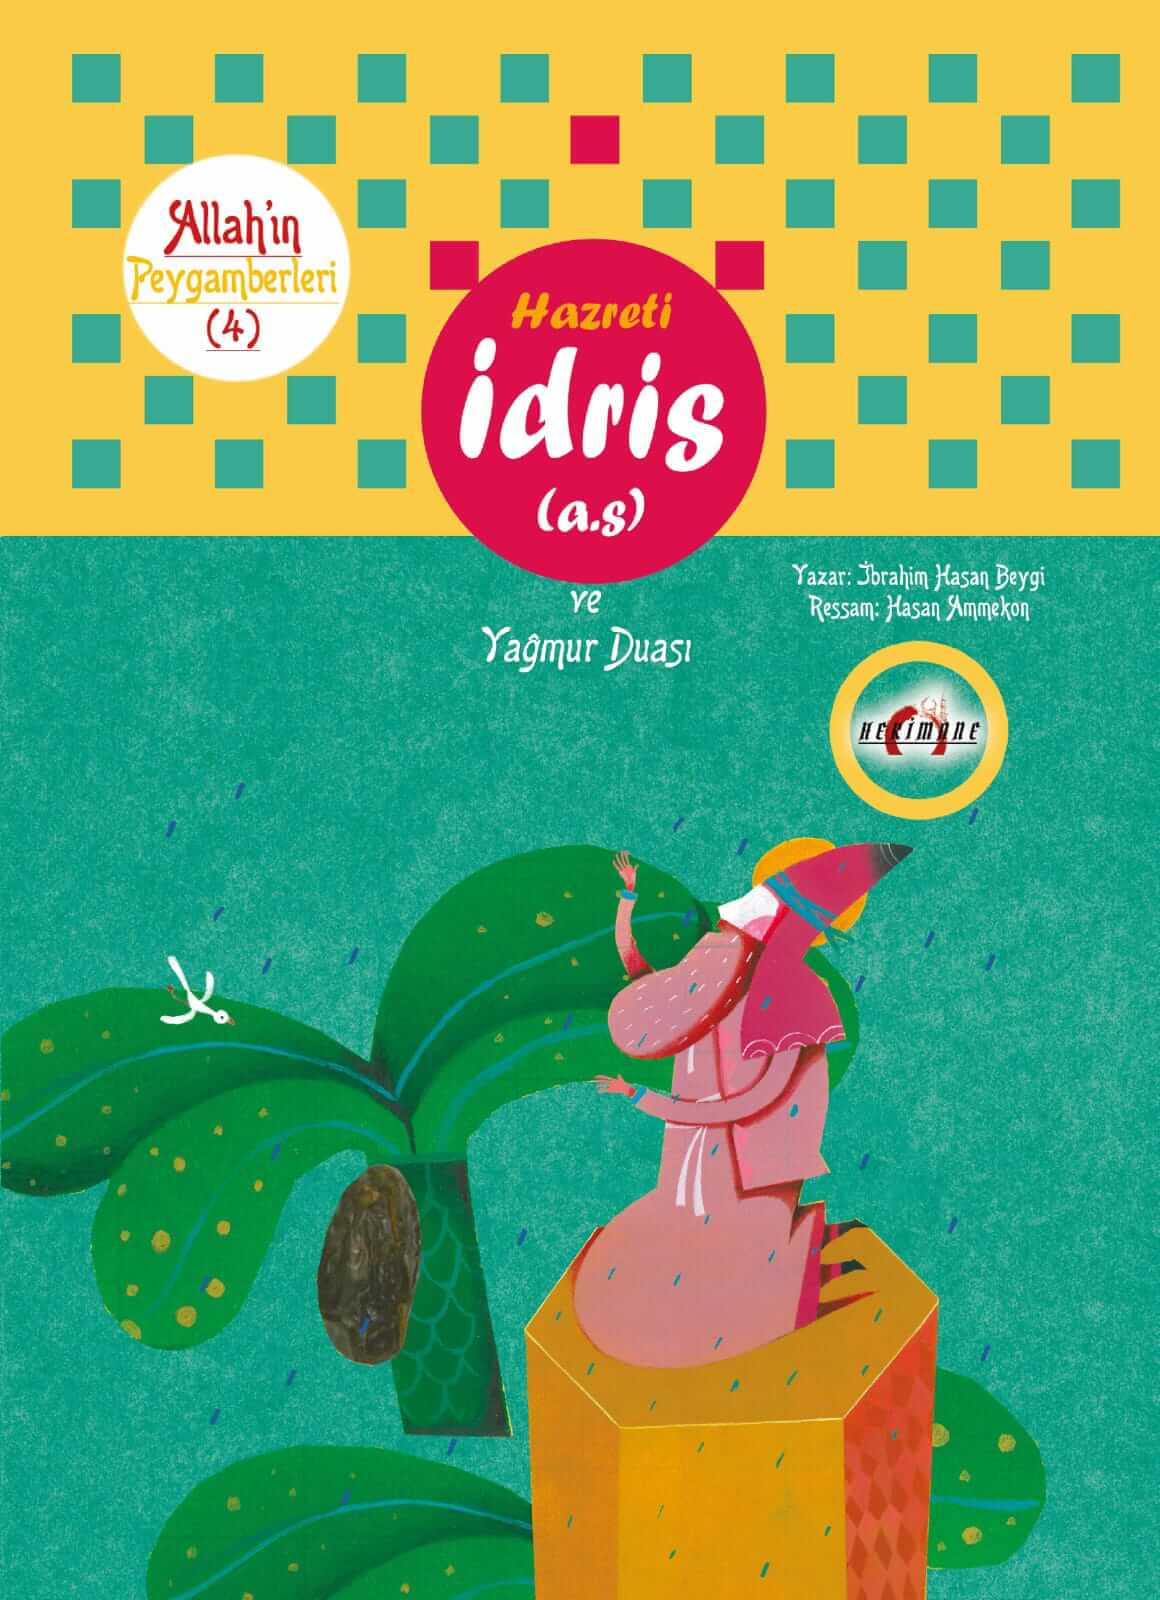 Allah'ın
Peygamberleri
(4)
Hazreti
idris
(a.s)
ve
Yağmur Duası
Yazar: İbrahim Hasan Beygi
Ressam: Hasan Ammekon
HEKİMANE